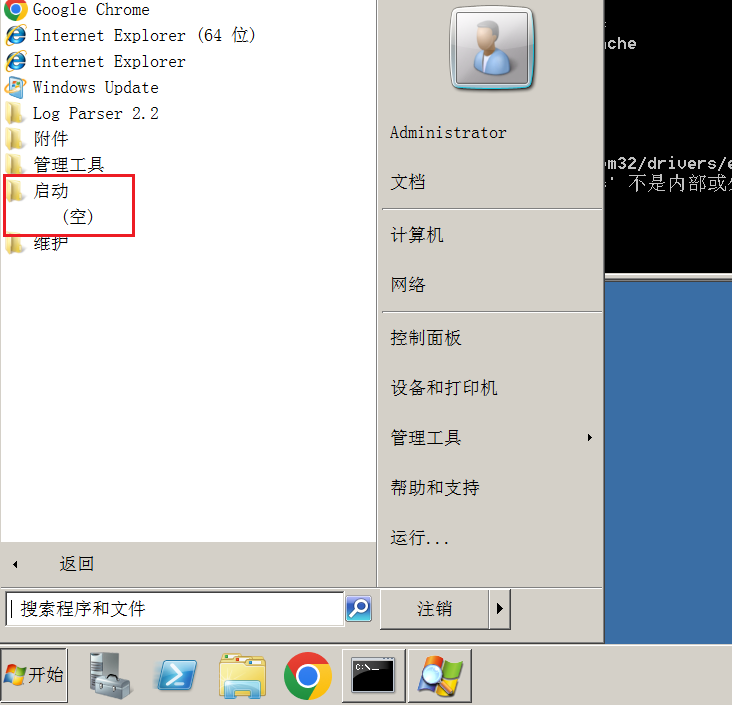 Google Chrome
Internet Explorer (64 位)
Internet Explorer
Windows Update
Log Parser 2.2
附件
管理工具
启动
(空)
维护
返回
搜索程序和文件
Administrator
文档
计算机
网络
控制面板
设备和打印机
管理工具
帮助和支持
运行...
注销
che
m32/drivers/e
' 不是内部或
开始
C:\_